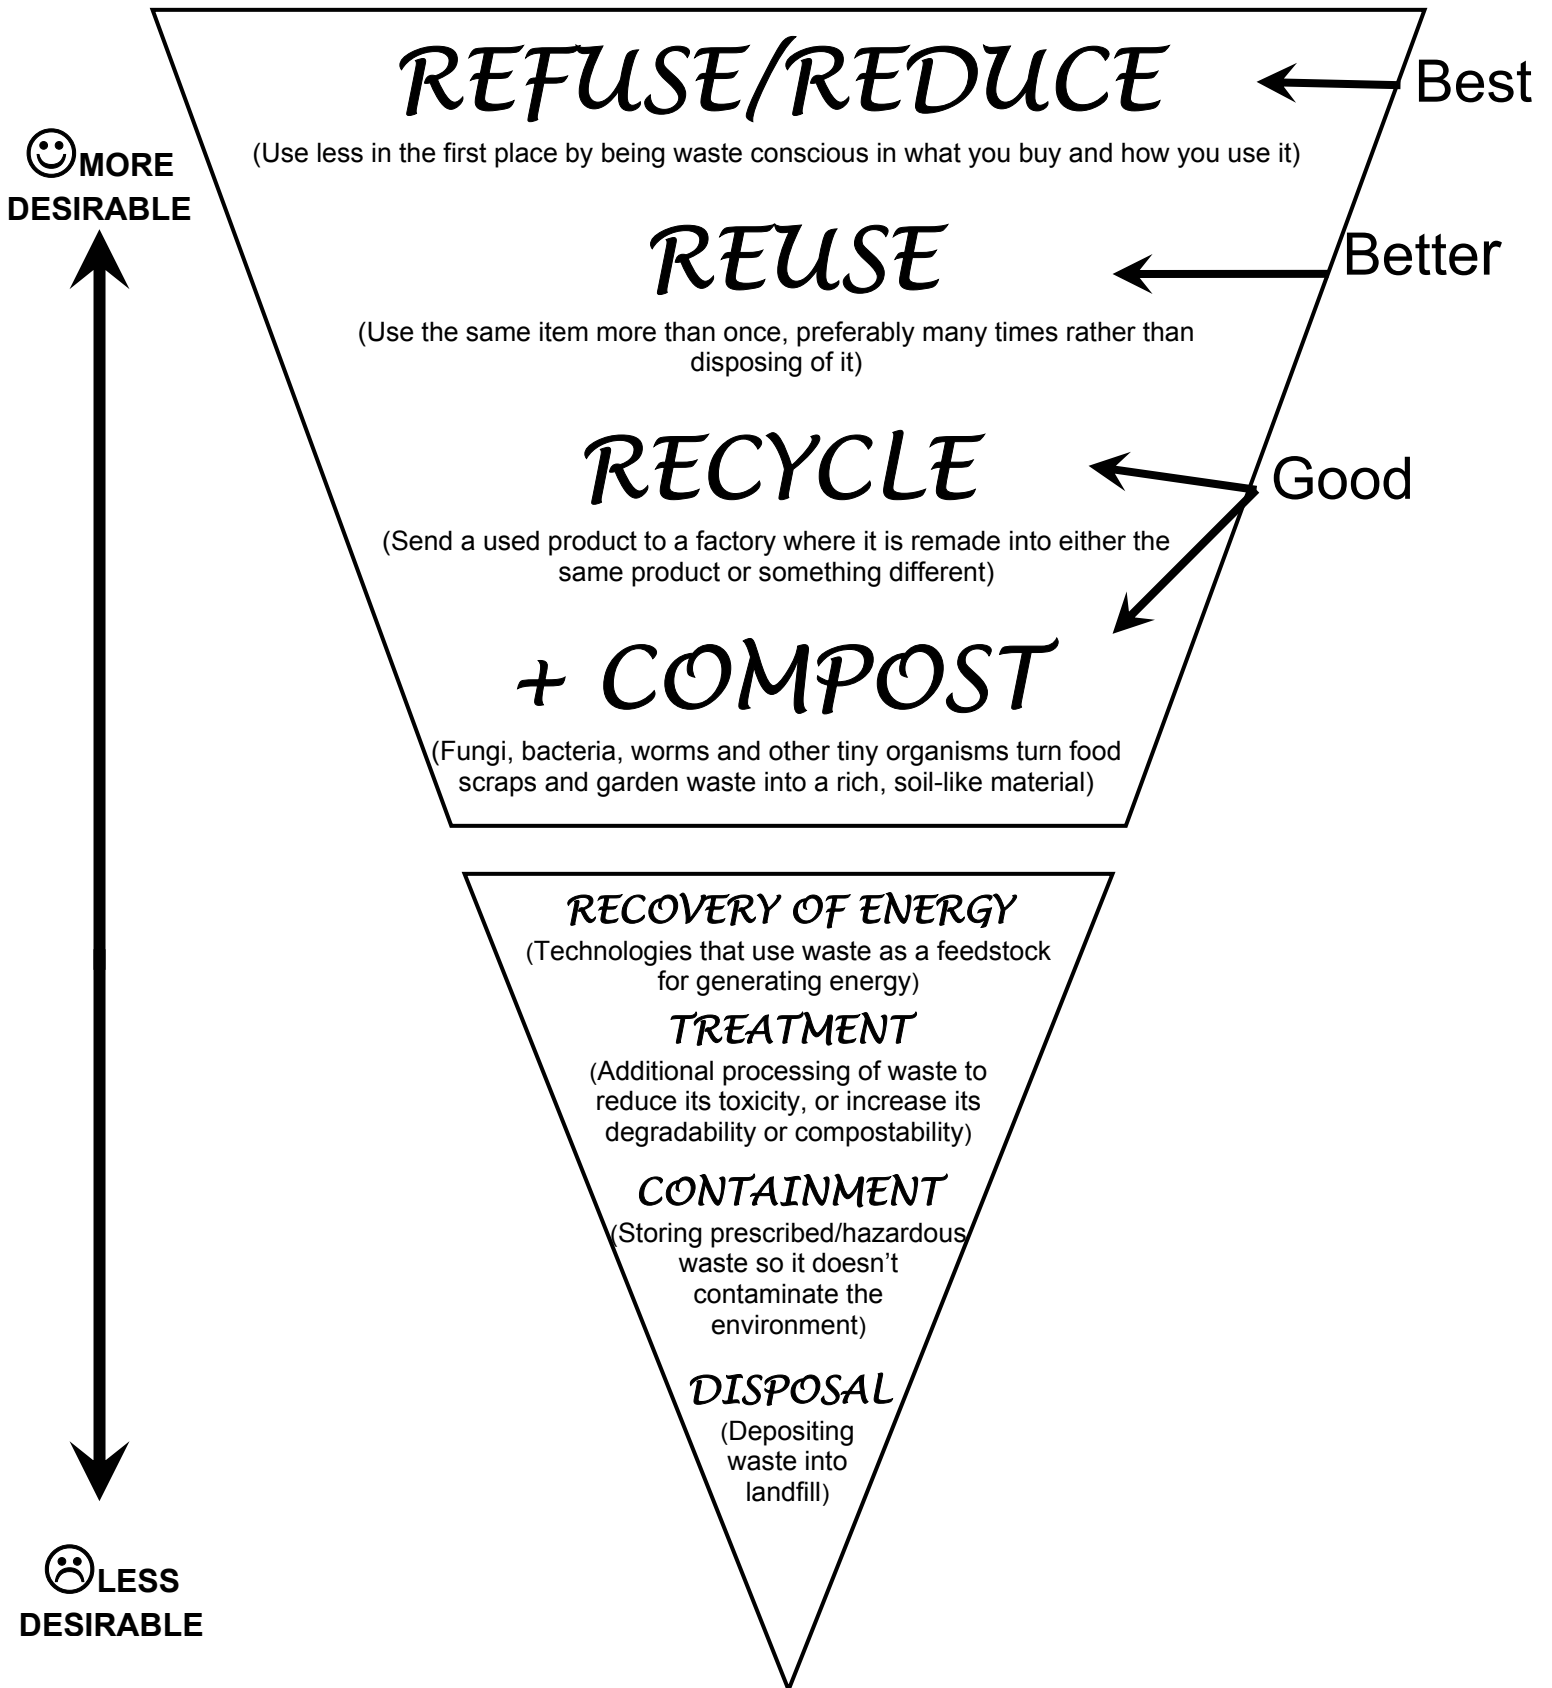 REFUSE/REDUCE
Best
(Use less in the first place by being waste conscious in what you buy and how you use it)
MORE
DESIRABLE
REUSE
Better
(Use the same item more than once, preferably many times rather than
disposing of it)
RECYCLE
Good
(Send a used product to a factory where it is remade into either the
same product or something different)
+ COMPOST
(Fungi, bacteria, worms and other tiny organisms turn food
scraps and garden waste into a rich, soil-like material)
RECOVERY OF ENERGY
(Technologies that use waste as a feedstock
for generating energy)
TREATMENT
(Additional processing of waste to
reduce its toxicity, or increase its
degradability or compostability)
CONTAINMENT
(Storing prescribed/hazardous
waste so it doesn’t
contaminate the
environment)
DISPOSAL
(Depositing
waste into
landfill)
LESS
DESIRABLE